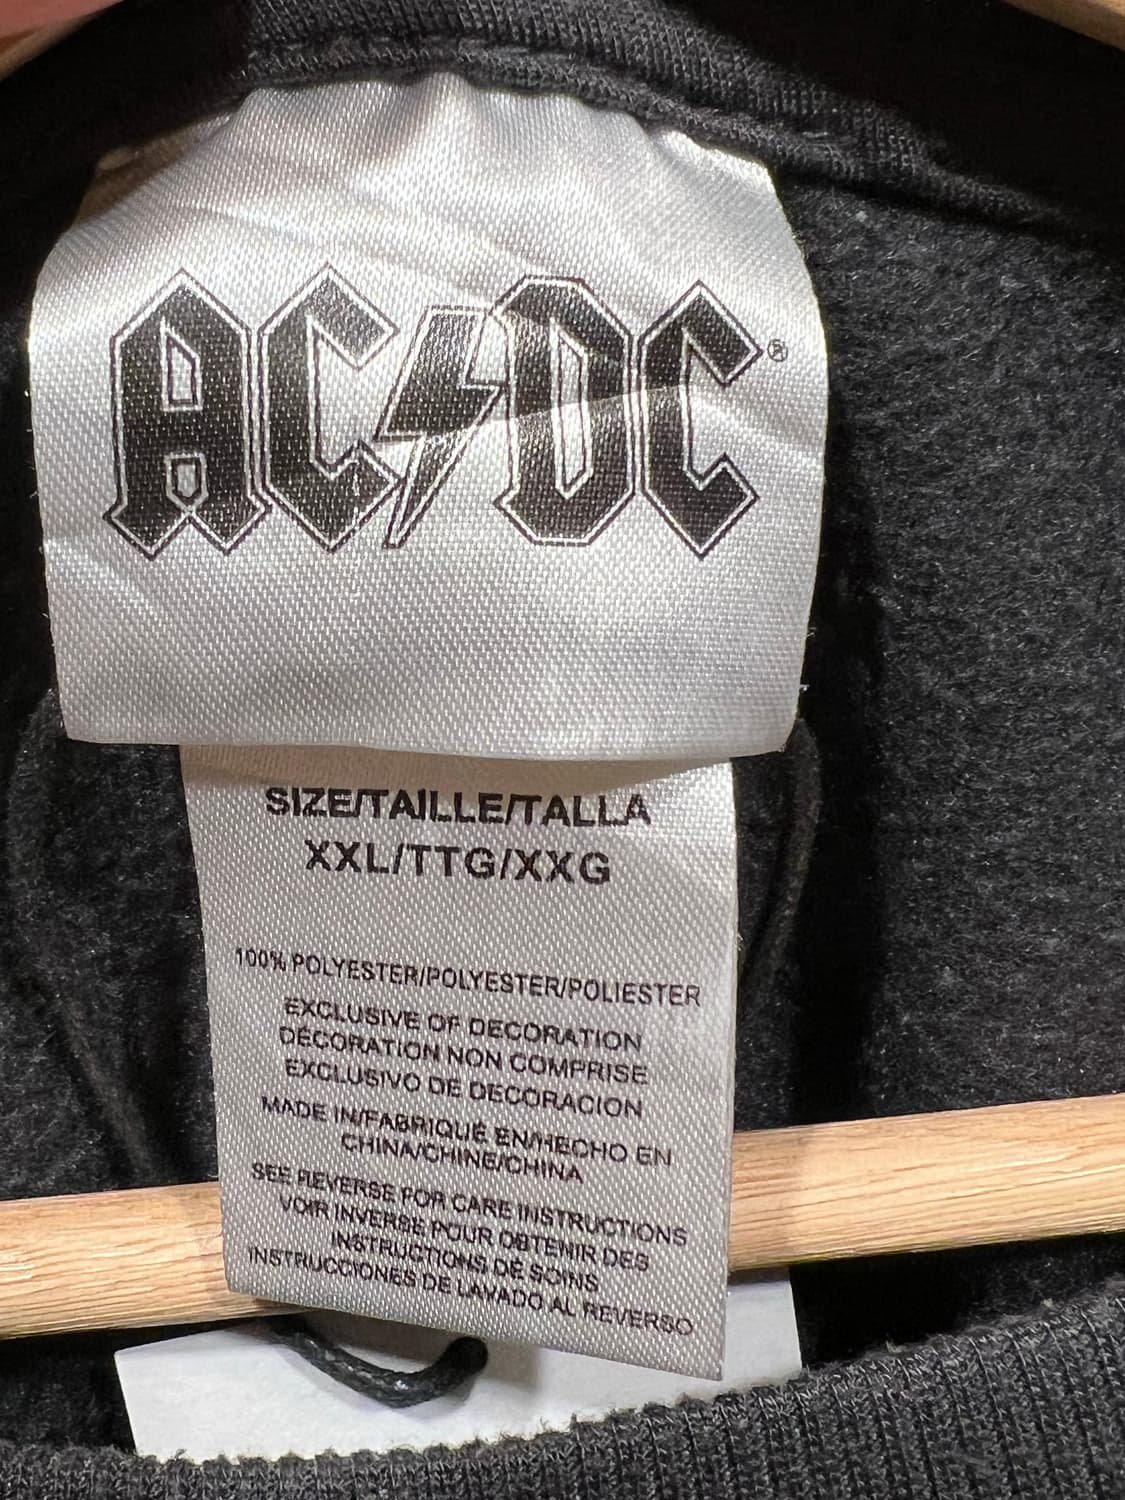 AC⚡DC®
SIZE/TAILLE/TALLA
XXL/TTG/XXG
100% POLYESTER/POLYESTER/POLIESTER
EXCLUSIVE OF DECORATION
DÉCORATION NON COMPRISE
EXCLUSIVO DE DECORACION
MADE IN/FABRIQUÉ EN/HECHO EN
CHINA/CHINE/CHINA
SEE REVERSE FOR CARE INSTRUCTIONS
VOIR INVERSE POUR OBTENIR DES
INSTRUCTIONS DE SOINS
INSTRUCCIONES DE LAVADO AL REVERSO